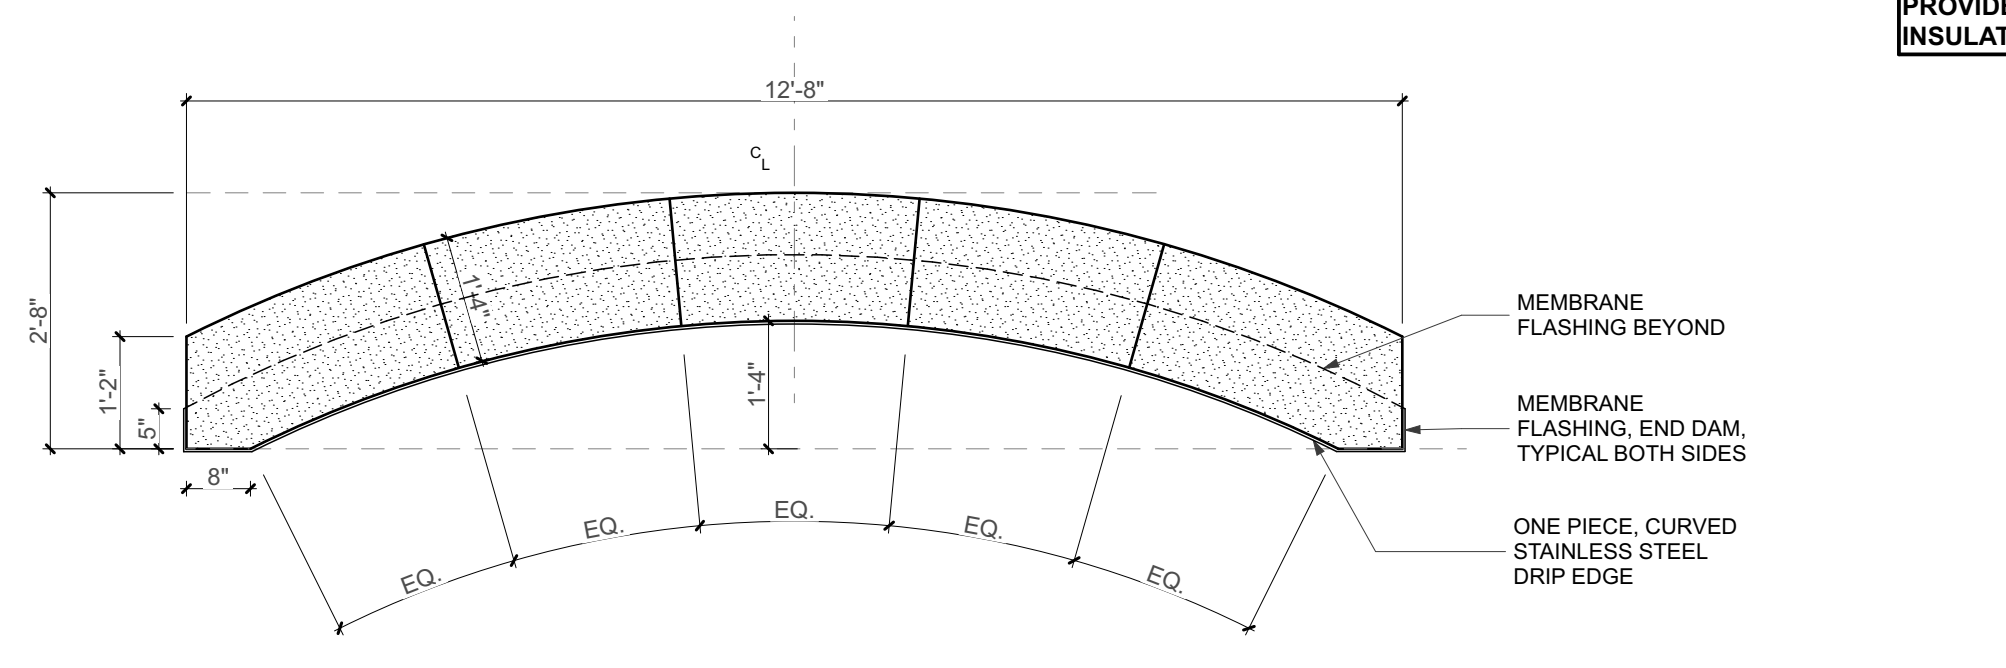 PROVIDE
INSULAT
12'-8"
CL
2'-8"
1'-2"
5"
8"
1'-4"
1'-4"
EQ.
EQ.
EQ.
EQ.
EQ.
MEMBRANE
FLASHING BEYOND
MEMBRANE
FLASHING, END DAM,
TYPICAL BOTH SIDES
ONE PIECE, CURVED
STAINLESS STEEL
DRIP EDGE